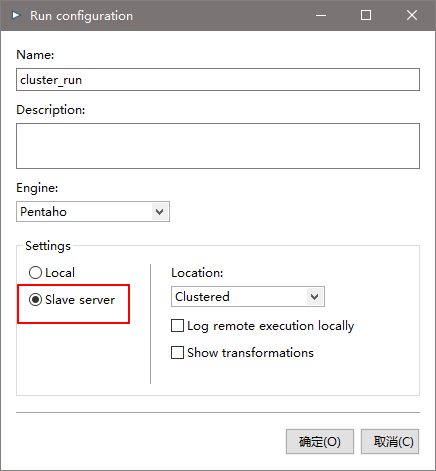 Run configuration
Name:
cluster_run
Description:
Engine:
Pentaho
Settings
Local
Slave server
Location:
Clustered
Log remote execution locally
Show transformations
确定(O)
取消(C)